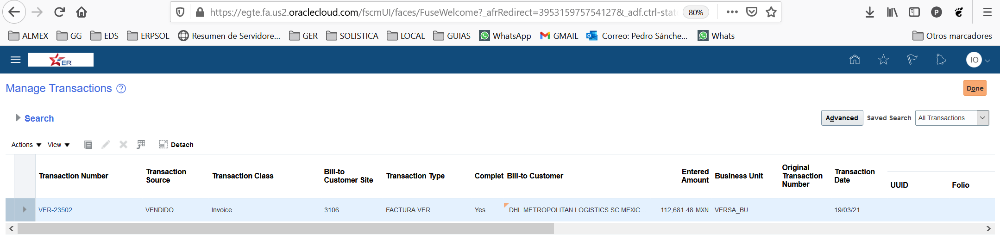 https://egte.fa.us2.oraclecloud.com/fscmUI/faces/FuseWelcome?_afrRedirect=395315975754127&_adf.ctrl-state 80%
P
ALMEX GG EDS ERPSOL Resumen de Servidore... GER SOLISTICA LOCAL GUIAS WhatsApp GMAIL Correo: Pedro Sánche... Whats Otros marcadores
ER IO
Manage Transactions ? Done
Search Advanced Saved Search All Transactions
Actions View Detach
Transaction Number Transaction Source Transaction Class Bill-to Customer Site Transaction Type Complet Bill-to Customer Entered Amount Business Unit Original Transaction Number Transaction Date UUID Folio
VER-23502 VENDIDO Invoice 3106 FACTURA VER Yes DHL METROPOLITAN LOGISTICS SC MEXIC... 112,681.48 MXN VERSA_BU 19/03/21